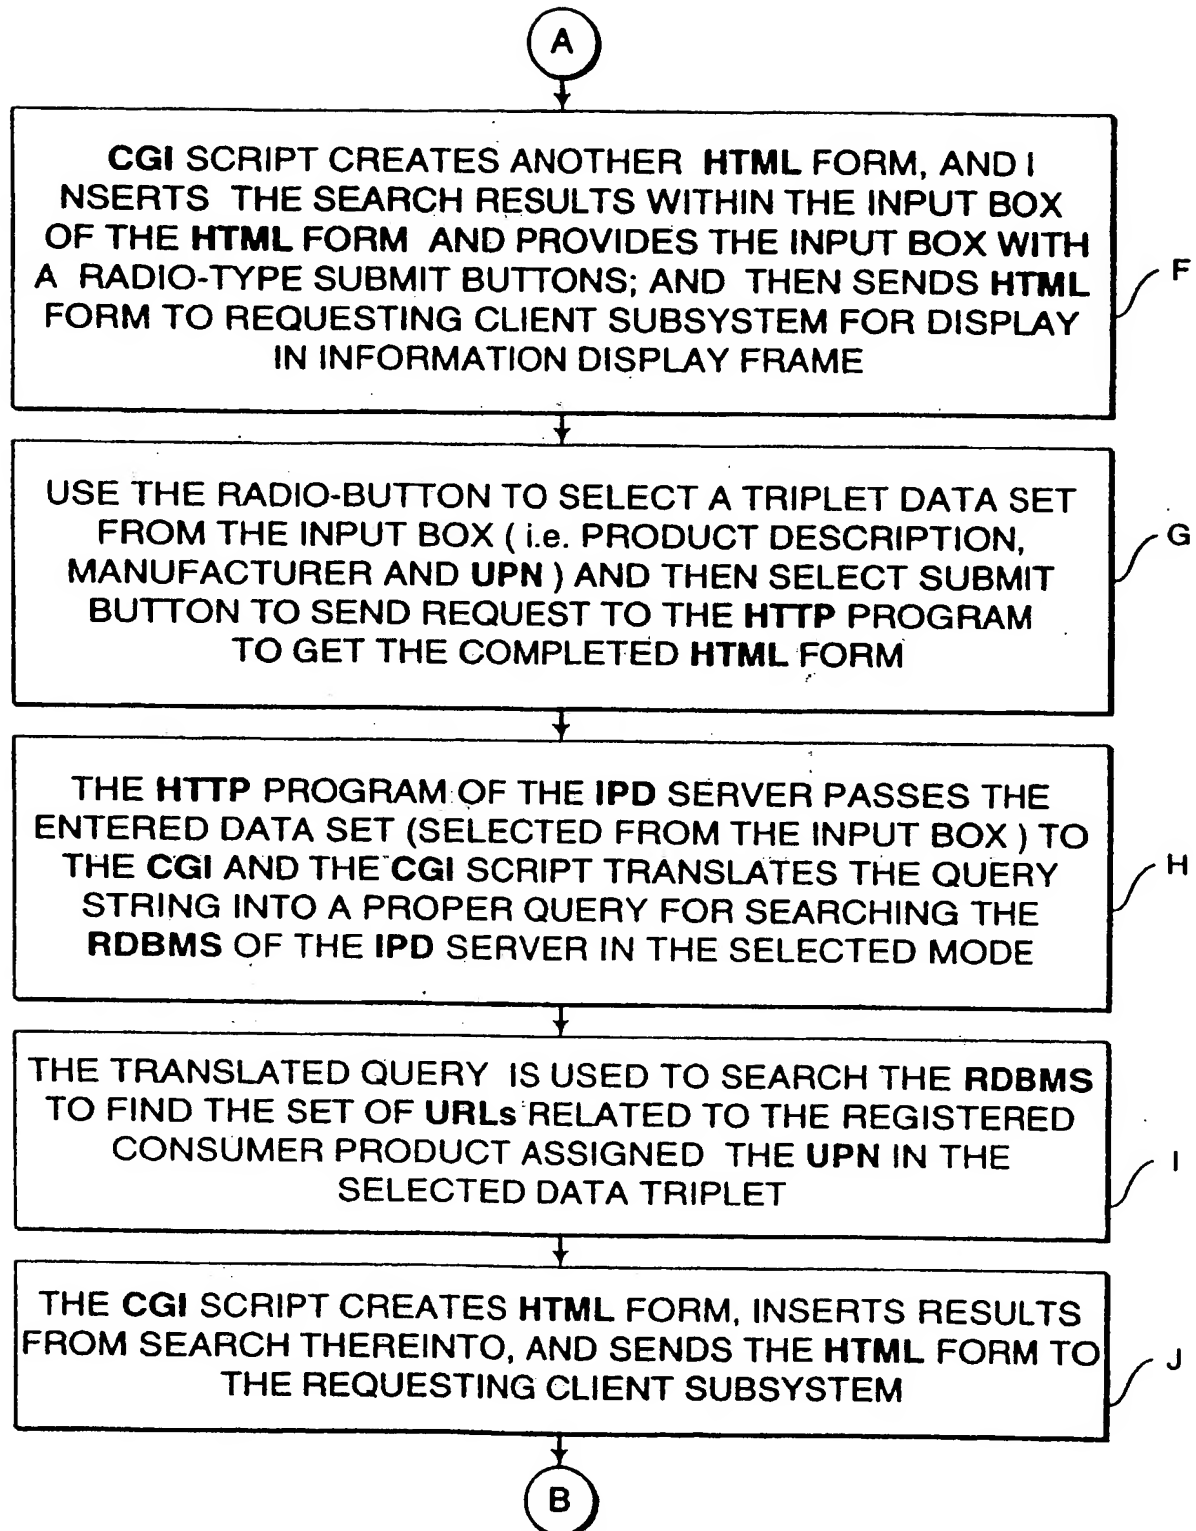 A
CGI SCRIPT CREATES ANOTHER HTML FORM, AND I
NSERTS THE SEARCH RESULTS WITHIN THE INPUT BOX
OF THE HTML FORM AND PROVIDES THE INPUT BOX WITH
A RADIO-TYPE SUBMIT BUTTONS; AND THEN SENDS HTML
FORM TO REQUESTING CLIENT SUBSYSTEM FOR DISPLAY
IN INFORMATION DISPLAY FRAME
F
USE THE RADIO-BUTTON TO SELECT A TRIPLET DATA SET
FROM THE INPUT BOX ( i.e. PRODUCT DESCRIPTION,
MANUFACTURER AND UPN ) AND THEN SELECT SUBMIT
BUTTON TO SEND REQUEST TO THE HTTP PROGRAM
TO GET THE COMPLETED HTML FORM
G
THE HTTP PROGRAM OF THE IPD SERVER PASSES THE
ENTERED DATA SET (SELECTED FROM THE INPUT BOX ) TO
THE CGI AND THE CGI SCRIPT TRANSLATES THE QUERY
STRING INTO A PROPER QUERY FOR SEARCHING THE
RDBMS OF THE IPD SERVER IN THE SELECTED MODE
H
THE TRANSLATED QUERY IS USED TO SEARCH THE RDBMS
TO FIND THE SET OF URLs RELATED TO THE REGISTERED
CONSUMER PRODUCT ASSIGNED THE UPN IN THE
SELECTED DATA TRIPLET
I
THE CGI SCRIPT CREATES HTML FORM, INSERTS RESULTS
FROM SEARCH THEREINTO, AND SENDS THE HTML FORM TO
THE REQUESTING CLIENT SUBSYSTEM
J
B